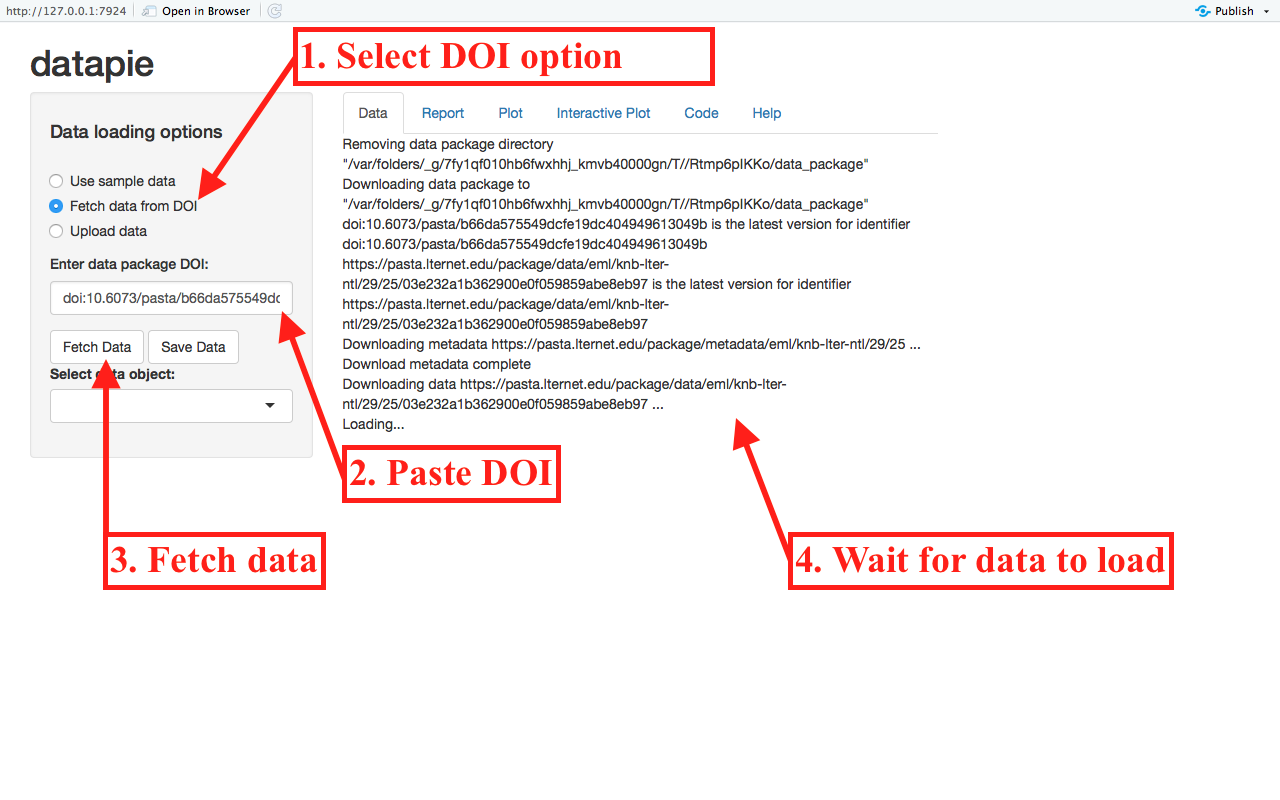 http://127.0.0.1:7924 Open in Browser Publish
1. Select DOI option
datapie
Data loading options
Use sample data
Fetch data from DOI
Upload data
Enter data package DOI:
doi:10.6073/pasta/b66da575549dc
Fetch Data Save Data
Select data object:
Data Report Plot Interactive Plot Code Help
Removing data package directory
"/var/folders/_g/7fy1qf010hb6fwxhhj_kmvb40000gn/T//Rtmp6pIKKo/data_package"
Downloading data package to
"/var/folders/_g/7fy1qf010hb6fwxhhj_kmvb40000gn/T//Rtmp6pIKKo/data_package"
doi:10.6073/pasta/b66da575549dcfe19dc404949613049b is the latest version for identifier
doi:10.6073/pasta/b66da575549dcfe19dc404949613049b
https://pasta.lternet.edu/package/data/eml/knb-lter-
ntl/29/25/03e232a1b362900e0f059859abe8eb97 is the latest version for identifier
https://pasta.lternet.edu/package/data/eml/knb-lter-
ntl/29/25/03e232a1b362900e0f059859abe8eb97
Downloading metadata https://pasta.lternet.edu/package/metadata/eml/knb-lter-ntl/29/25 ...
Download metadata complete
Downloading data https://pasta.lternet.edu/package/data/eml/knb-lter-
ntl/29/25/03e232a1b362900e0f059859abe8eb97 ...
Loading...
2. Paste DOI
3. Fetch data
4. Wait for data to load